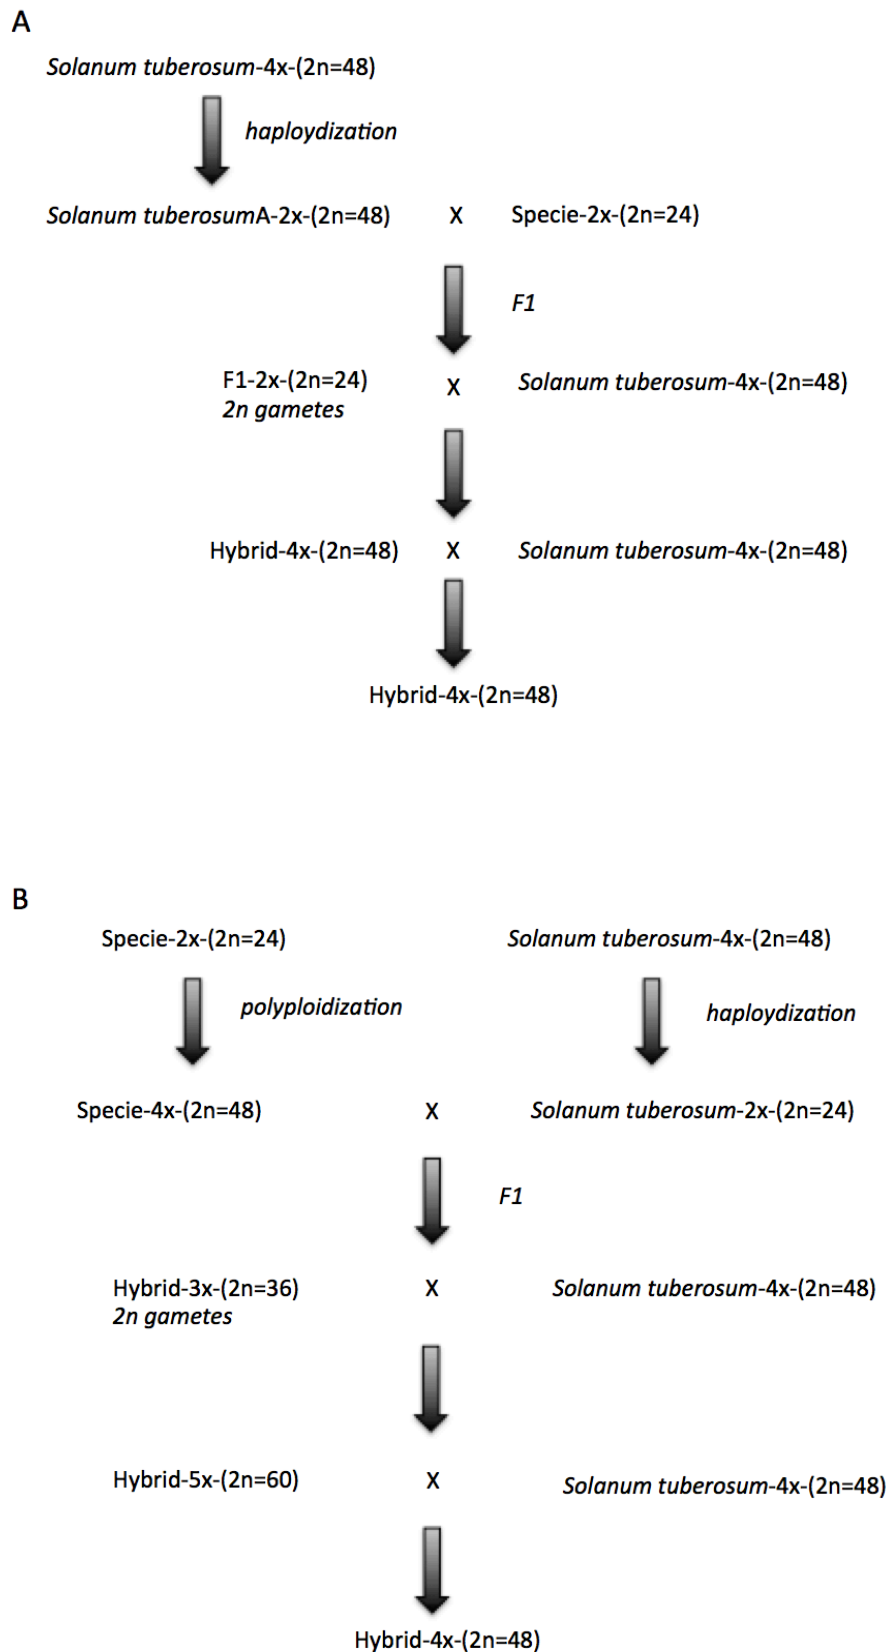 A
Solanum tuberosum-4x-(2n=48)
haploydization
Solanum tuberosumA-2x-(2n=48) X Specie-2x-(2n=24)
F1
F1-2x-(2n=24) X Solanum tuberosum-4x-(2n=48)
2n gametes
Hybrid-4x-(2n=48) X Solanum tuberosum-4x-(2n=48)
Hybrid-4x-(2n=48)
B
Specie-2x-(2n=24) Solanum tuberosum-4x-(2n=48)
polyploidization haploydization
Specie-4x-(2n=48) X Solanum tuberosum-2x-(2n=24)
F1
Hybrid-3x-(2n=36) X Solanum tuberosum-4x-(2n=48)
2n gametes
Hybrid-5x-(2n=60) X Solanum tuberosum-4x-(2n=48)
Hybrid-4x-(2n=48)